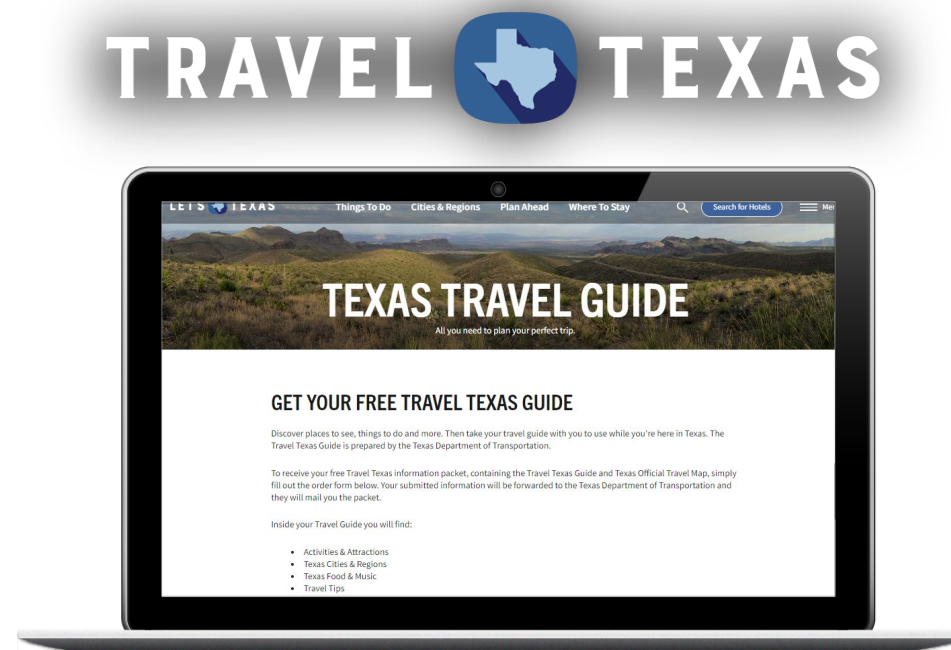 TRAVEL TEXAS
LET'S TEXAS
Things To Do Cities & Regions Plan Ahead Where To Stay Search for Hotels
TEXAS TRAVEL GUIDE
All you need to plan your perfect trip.
GET YOUR FREE TRAVEL TEXAS GUIDE
Discover places to see, things to do and more. Then take your travel guide with you to use while you're here in Texas. The
Travel Texas Guide is prepared by the Texas Department of Transportation.
To receive your free Travel Texas information packet, containing the Travel Texas Guide and Texas Official Travel Map, simply
fill out the order form below. Your submitted information will be forwarded to the Texas Department of Transportation and
they will mail you the packet.
Inside your Travel Guide you will find:
• Activities & Attractions
• Texas Cities & Regions
• Texas Food & Music
• Travel Tips